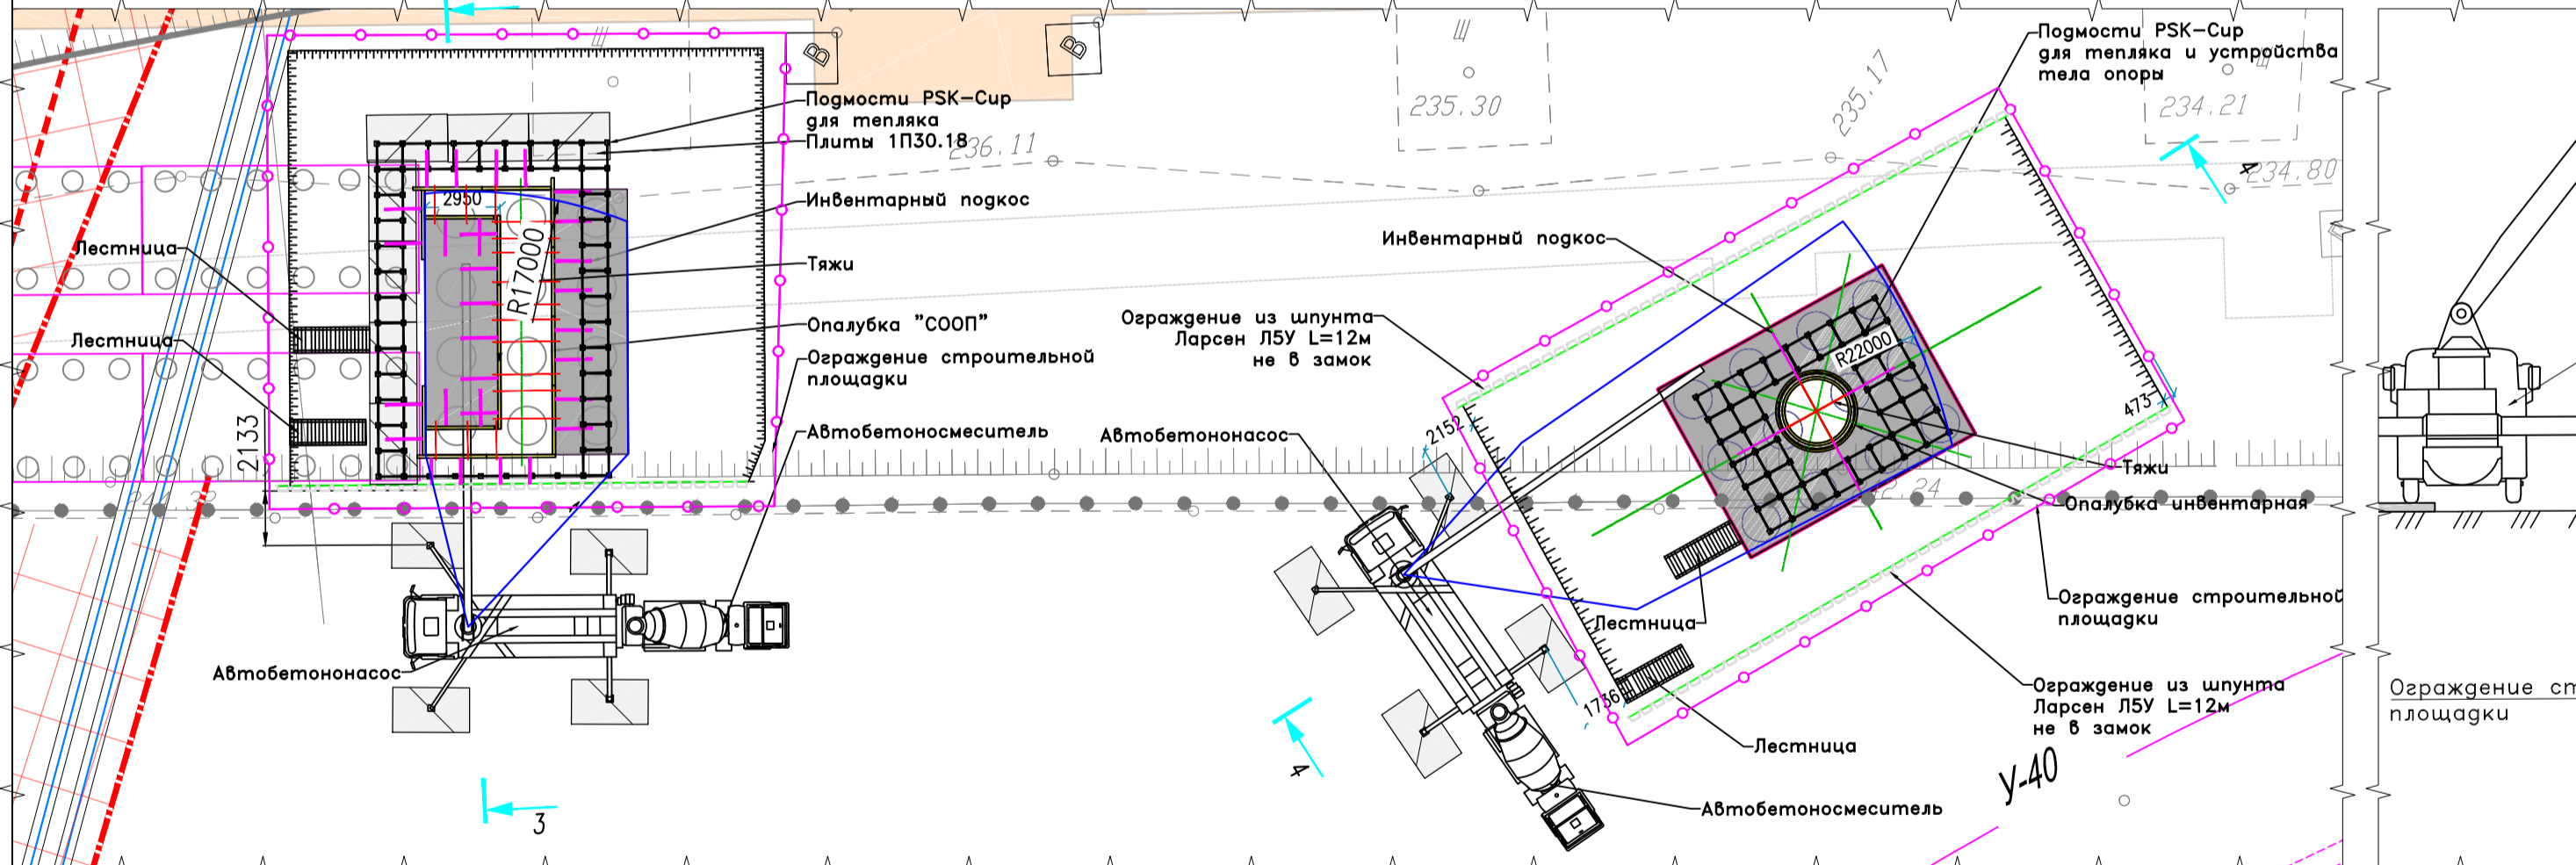 Подмости PSK-Cup
для тепляка
Плиты 1П30.18
236.11
Инвентарный подкос
2950
R17000
Тяжи
Лестница
Лестница
Опалубка "СООП"
Ограждение строительной
площадки
Автобетоносмеситель
2133
Автобетононасос
3
В
В
235.30
235.17
Подмости PSK-Cup
для тепляка и устройства
тела опоры
234.21
4
234.80
Инвентарный подкос
Ограждение из шпунта
Ларсен Л5У L=12м
не в замок
R22000
Автобетононасос
2152
473
Тяжи
Опалубка инвентарная
Ограждение строительной
площадки
Лестница
1736
Ограждение из шпунта
Ларсен Л5У L=12м
не в замок
Лестница
4
У-40
Автобетоносмеситель
Ограждение ст
площадки